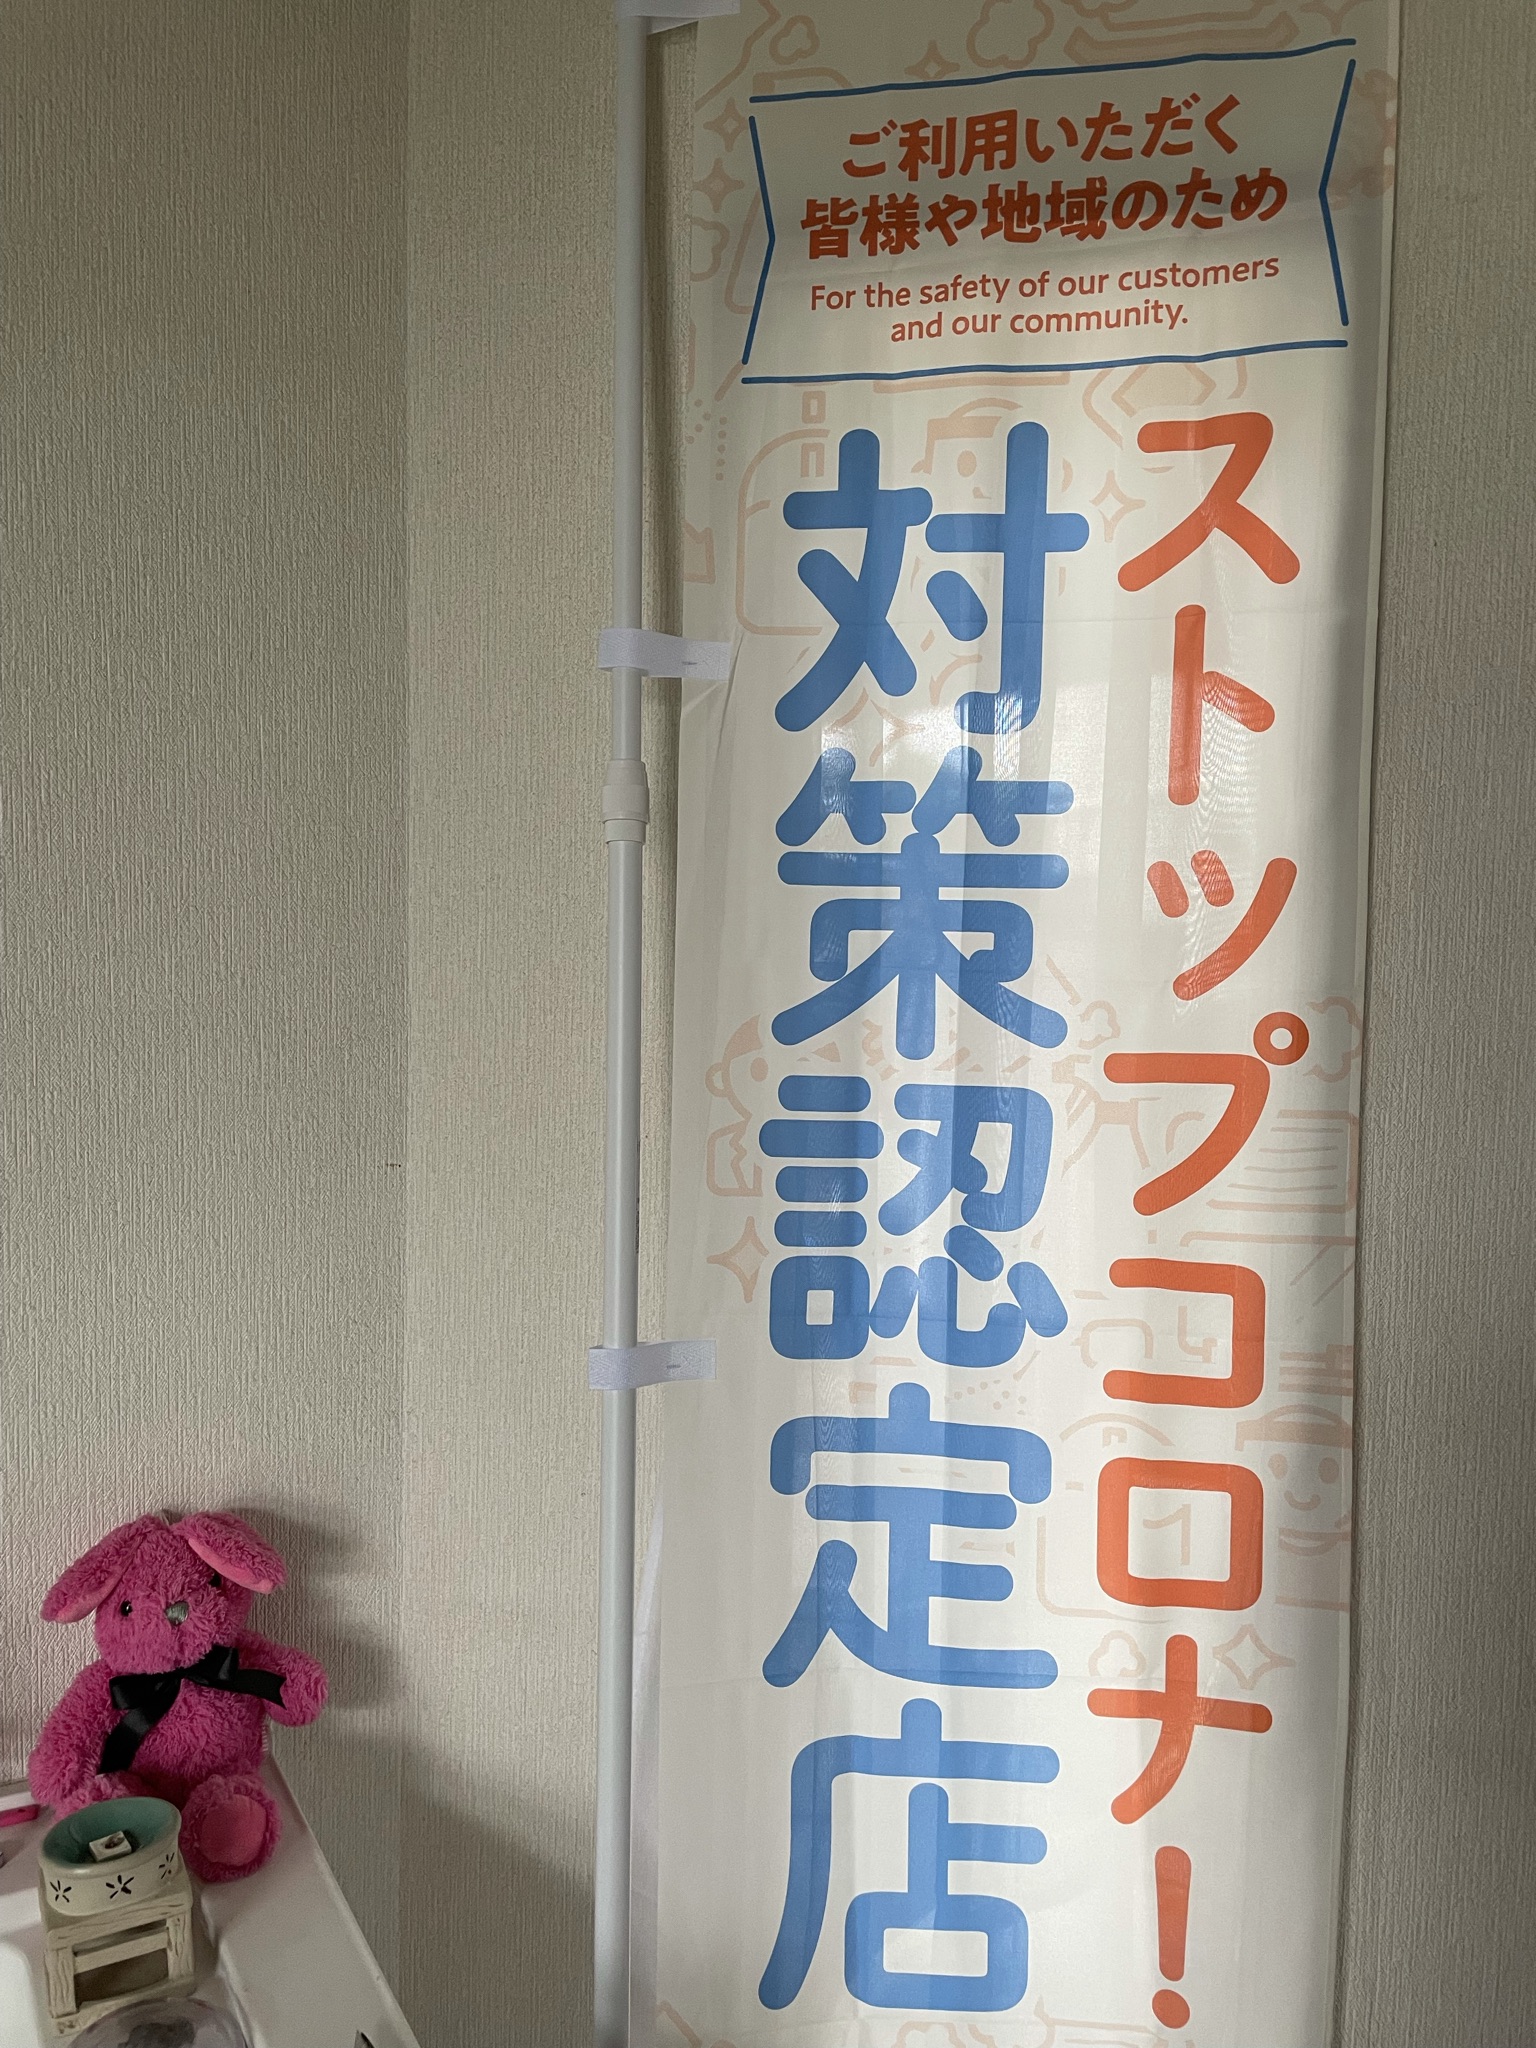 ご利用いただく
皆様や地域のため
For the safety of our customers
and our community.
ストップコロナ！
対策認定店